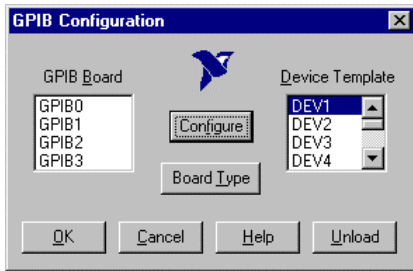 GPIB Configuration
GPIB Board
Device Template
GPIB0
GPIB1
GPIB2
GPIB3
Configure
DEV1
DEV2
DEV3
DEV4
Board Type
OK
Cancel
Help
Unload